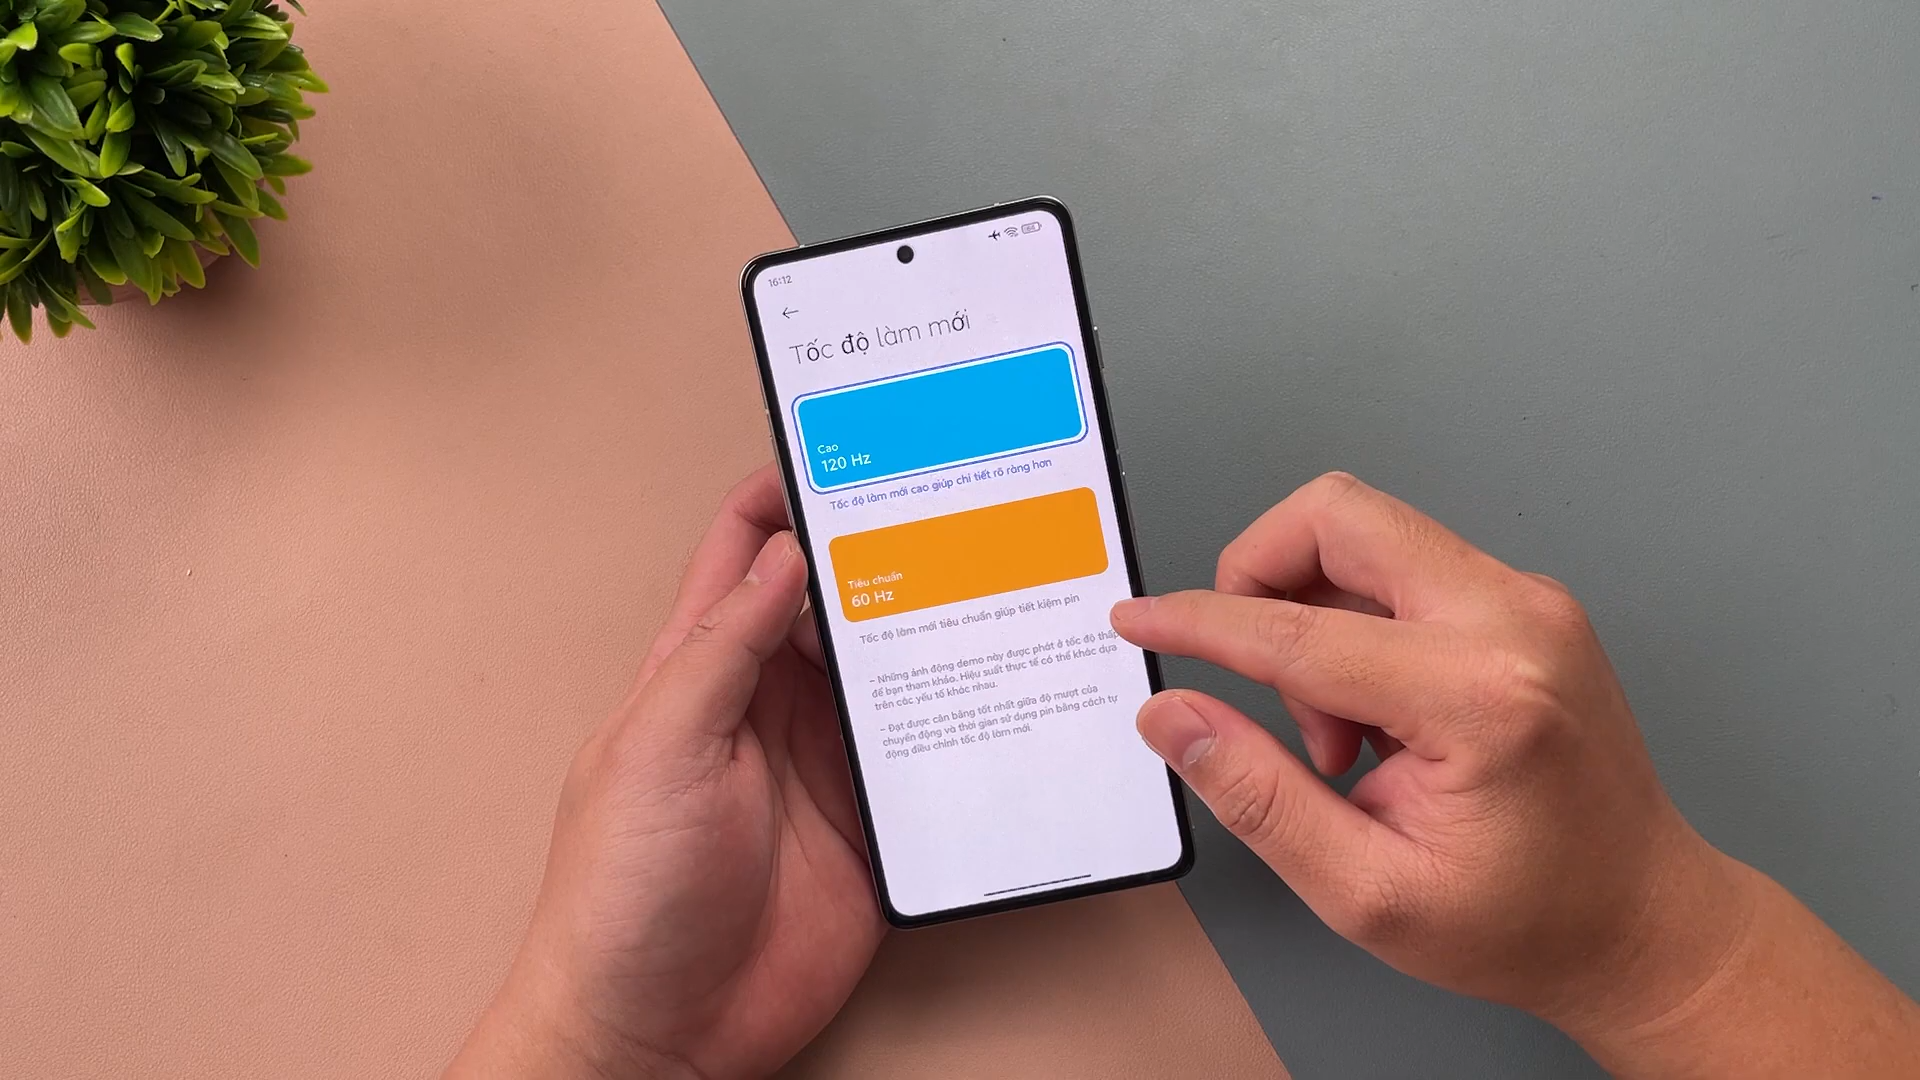 16:12
Tốc độ làm mới
Cao
120 Hz
Tốc độ làm mới cao giúp chi tiết rõ ràng hơn
Tiêu chuẩn
60 Hz
Tốc độ làm mới tiêu chuẩn giúp tiết kiệm pin
– Những ảnh động demo này được phát ở tốc độ thấp
để bạn tham khảo. Hiệu suất thực tế có thể khác dựa
trên các yếu tố khác nhau.
– Đạt được cân bằng tốt nhất giữa độ mượt của
chuyển động và thời gian sử dụng pin bằng cách tự
động điều chỉnh tốc độ làm mới.